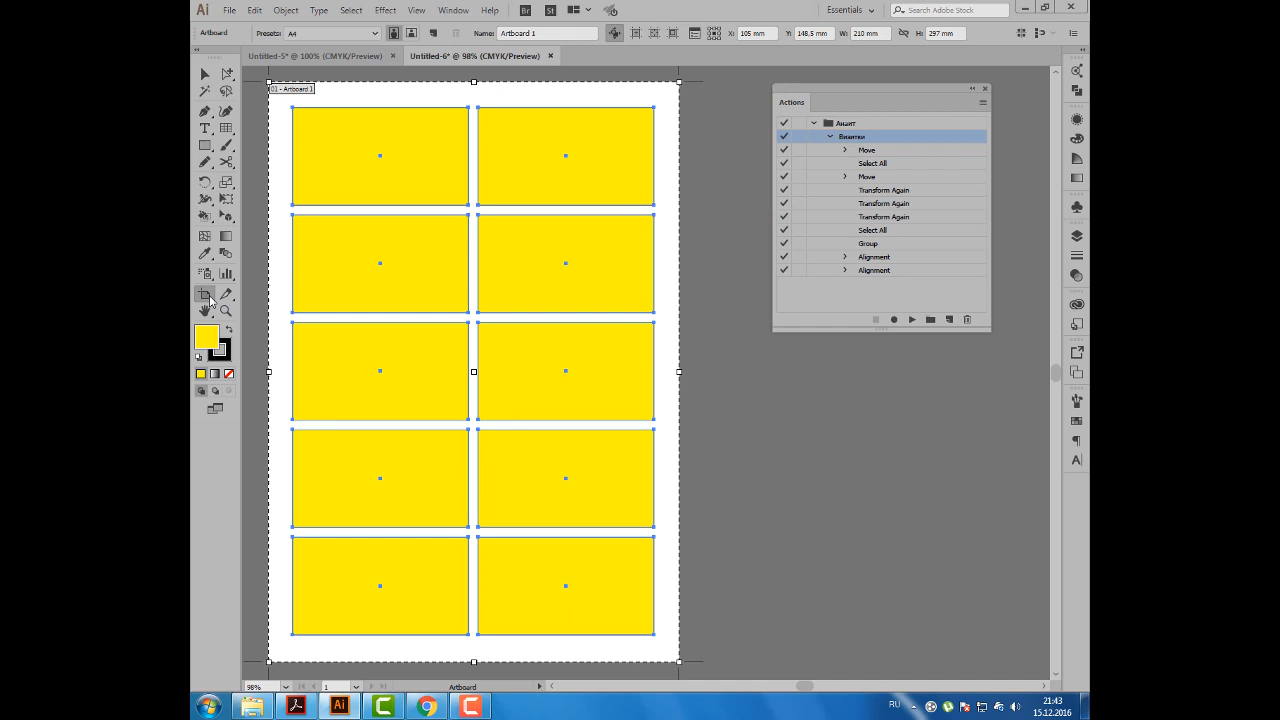 Ai File Edit Object Type Select Effect View Window Help Br St Essentials Search Adobe Stock
Artboard Presets: A4 Name: Artboard 1 X: 105 mm Y: 148,5 mm W: 210 mm H: 297 mm
Untitled-5* @ 100% (CMYK/Preview) × Untitled-6* @ 98% (CMYK/Preview) ×
01 - Artboard 1
Actions
Анаит
Визитки
Move
Select All
Move
Transform Again
Transform Again
Transform Again
Select All
Group
Alignment
Alignment
98% 1 Artboard
Ai RU 21:43
15.12.2016